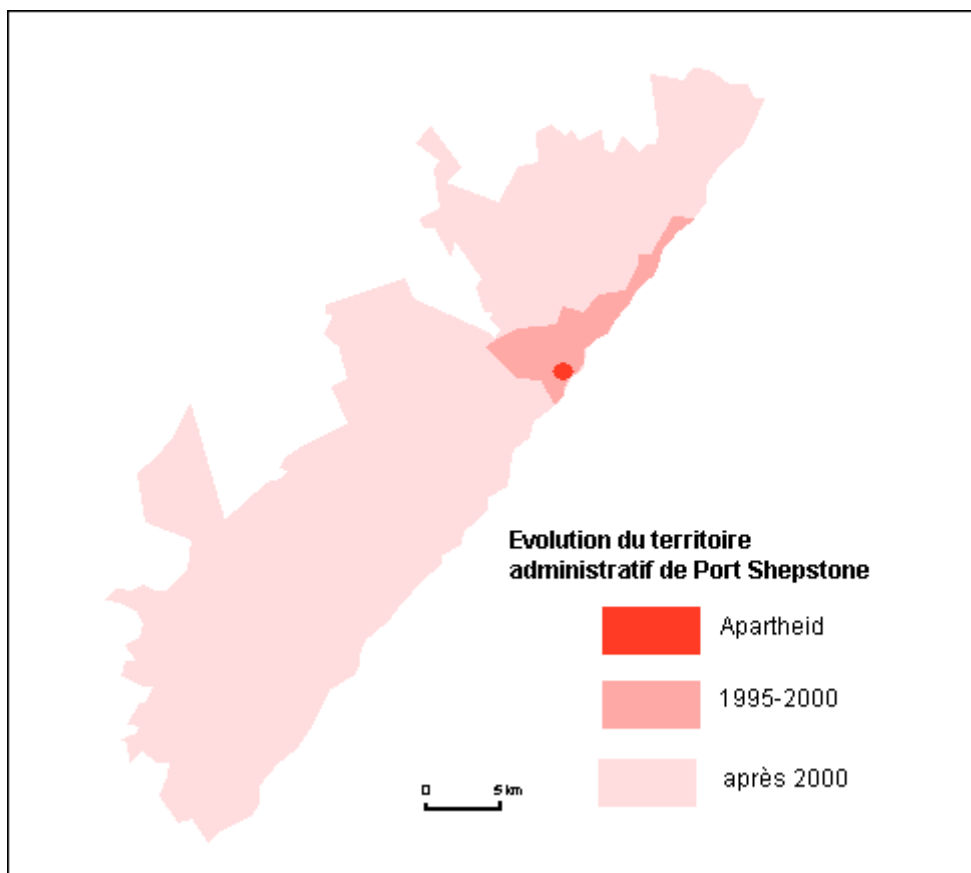 Evolution du territoire
administratif de Port Shepstone
Apartheid
1995-2000
après 2000
0 5 km